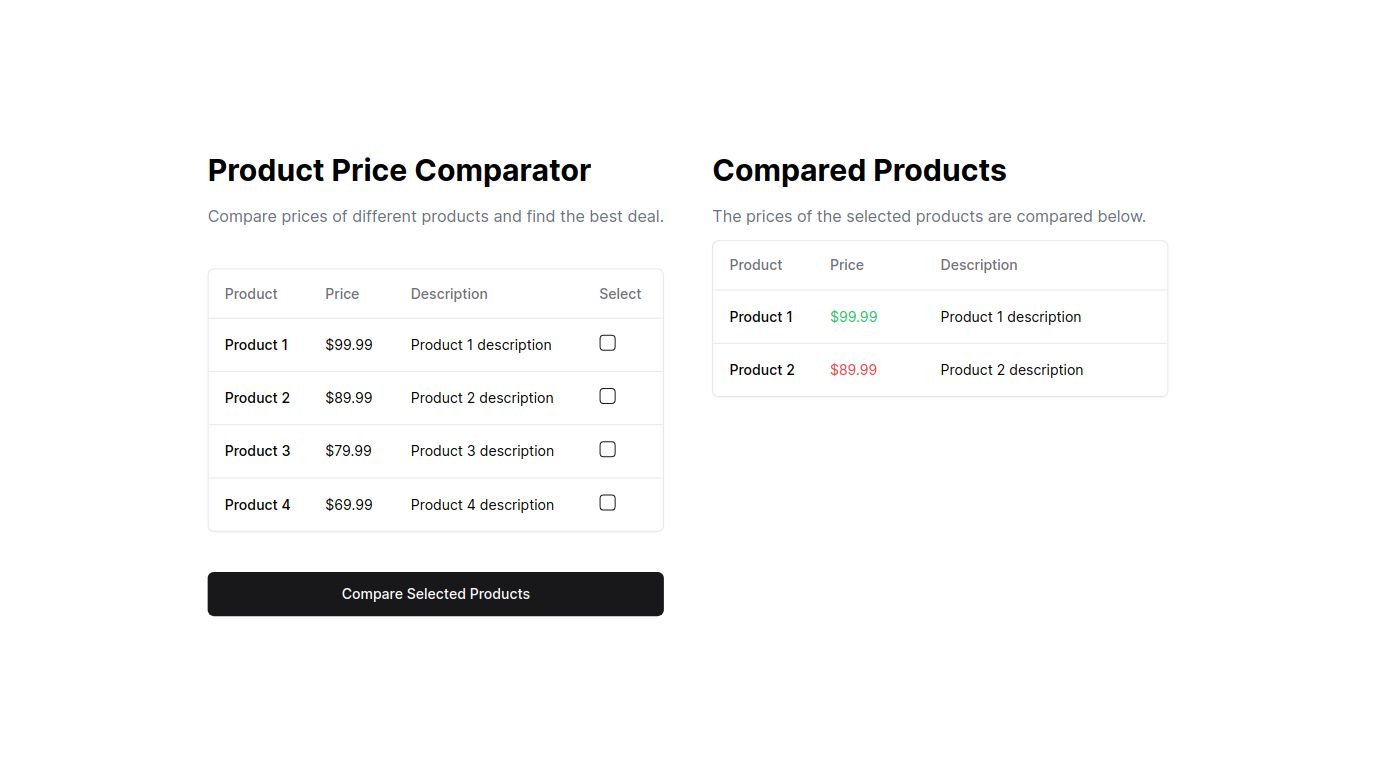 Product Price Comparator
Compare prices of different products and find the best deal.
Product Price Description Select
Product 1 $99.99 Product 1 description
Product 2 $89.99 Product 2 description
Product 3 $79.99 Product 3 description
Product 4 $69.99 Product 4 description
Compare Selected Products
Compared Products
The prices of the selected products are compared below.
Product Price Description
Product 1 $99.99 Product 1 description
Product 2 $89.99 Product 2 description